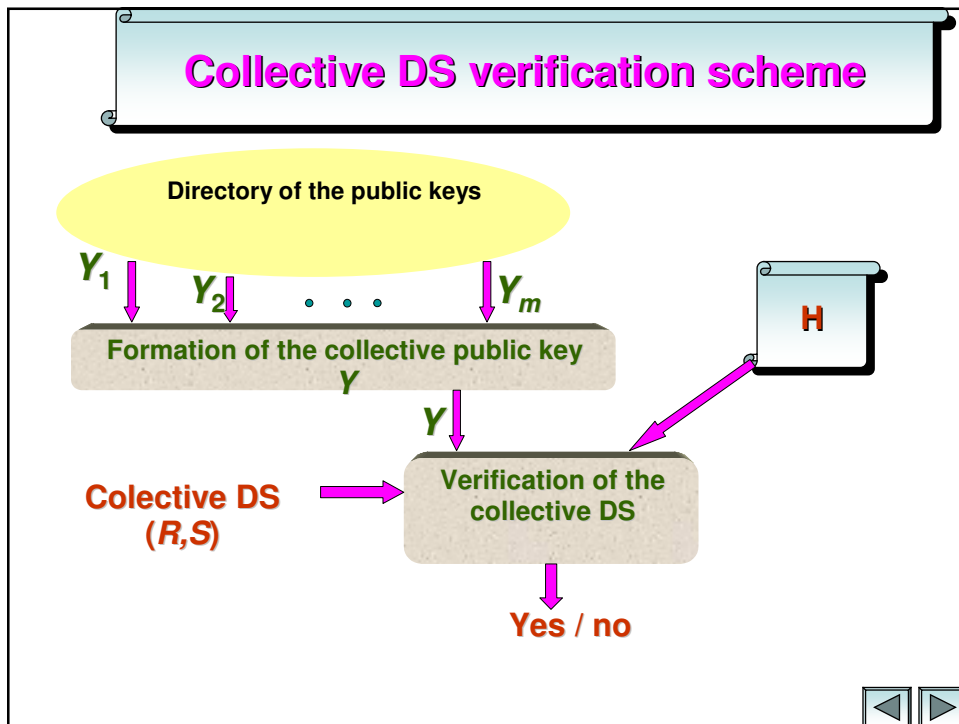 Collective DS verification scheme
Directory of the public keys
Y1
Y2
. . .
Ym
H
Formation of the collective public key
Y
Y
Colective DS
(R,S)
Verification of the
collective DS
Yes / no